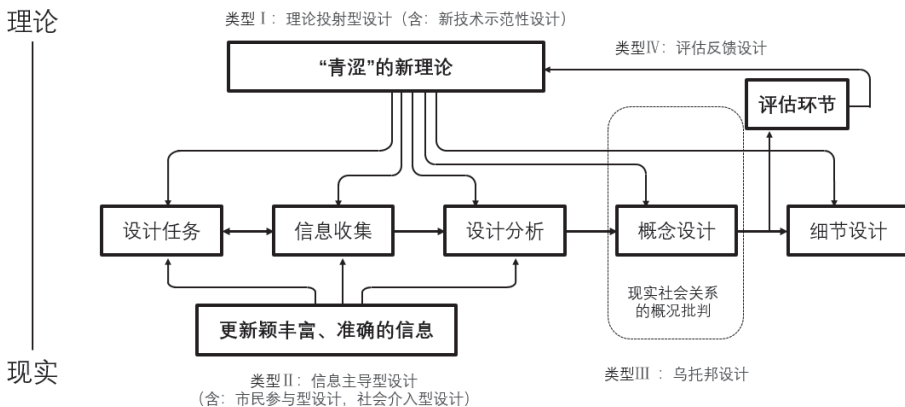 理论
类型Ⅰ：理论投射型设计（含：新技术示范性设计）
类型Ⅳ：评估反馈设计
“青涩”的新理论
评估环节
设计任务
信息收集
设计分析
概念设计
细节设计
现实社会关系
的概况批判
更新颖丰富、准确的信息
现实
类型Ⅱ：信息主导型设计
（含：市民参与型设计，社会介入型设计）
类型Ⅲ：乌托邦设计